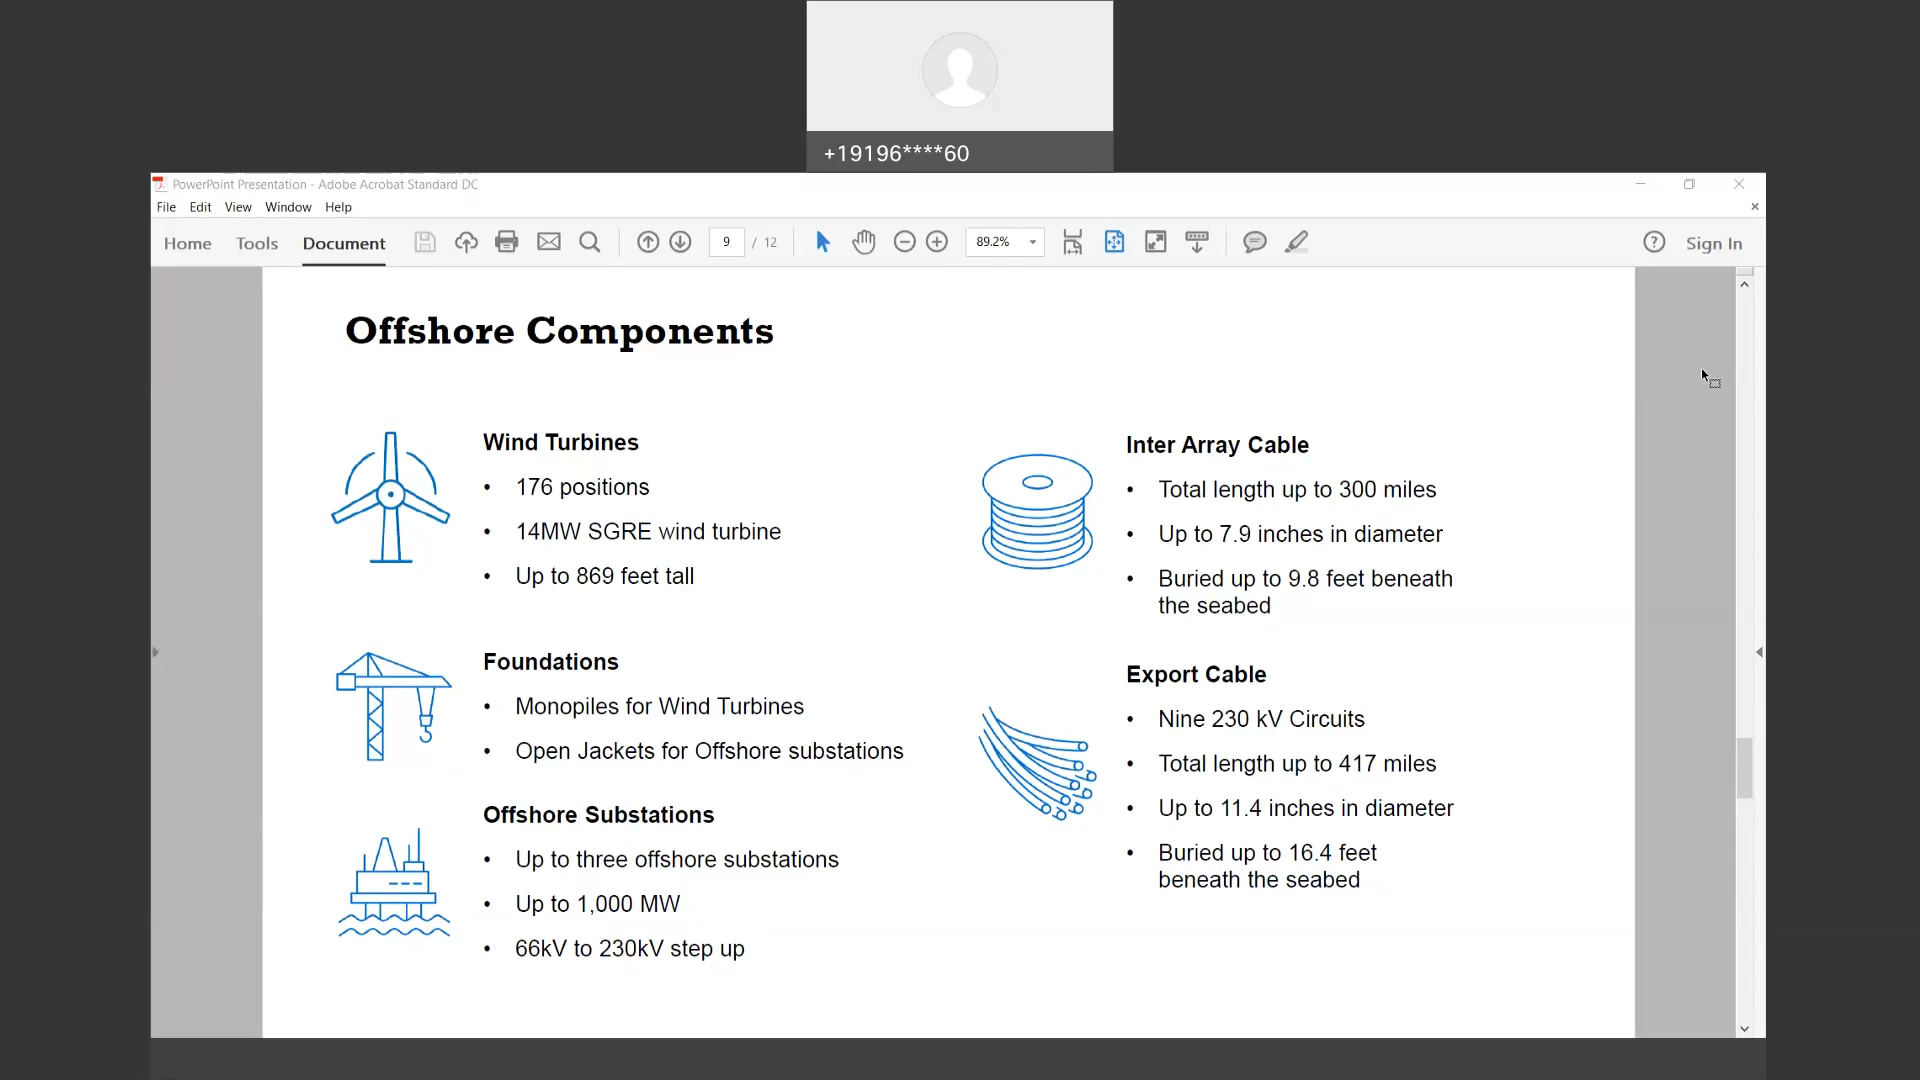 +19196****60
PowerPoint Presentation - Adobe Acrobat Standard DC
File Edit View Window Help
Home Tools Document 9 / 12 89.2% Sign In
Offshore Components
Wind Turbines
• 176 positions
• 14MW SGRE wind turbine
• Up to 869 feet tall
Foundations
• Monopiles for Wind Turbines
• Open Jackets for Offshore substations
Offshore Substations
• Up to three offshore substations
• Up to 1,000 MW
• 66kV to 230kV step up
Inter Array Cable
• Total length up to 300 miles
• Up to 7.9 inches in diameter
• Buried up to 9.8 feet beneath
the seabed
Export Cable
• Nine 230 kV Circuits
• Total length up to 417 miles
• Up to 11.4 inches in diameter
• Buried up to 16.4 feet
beneath the seabed